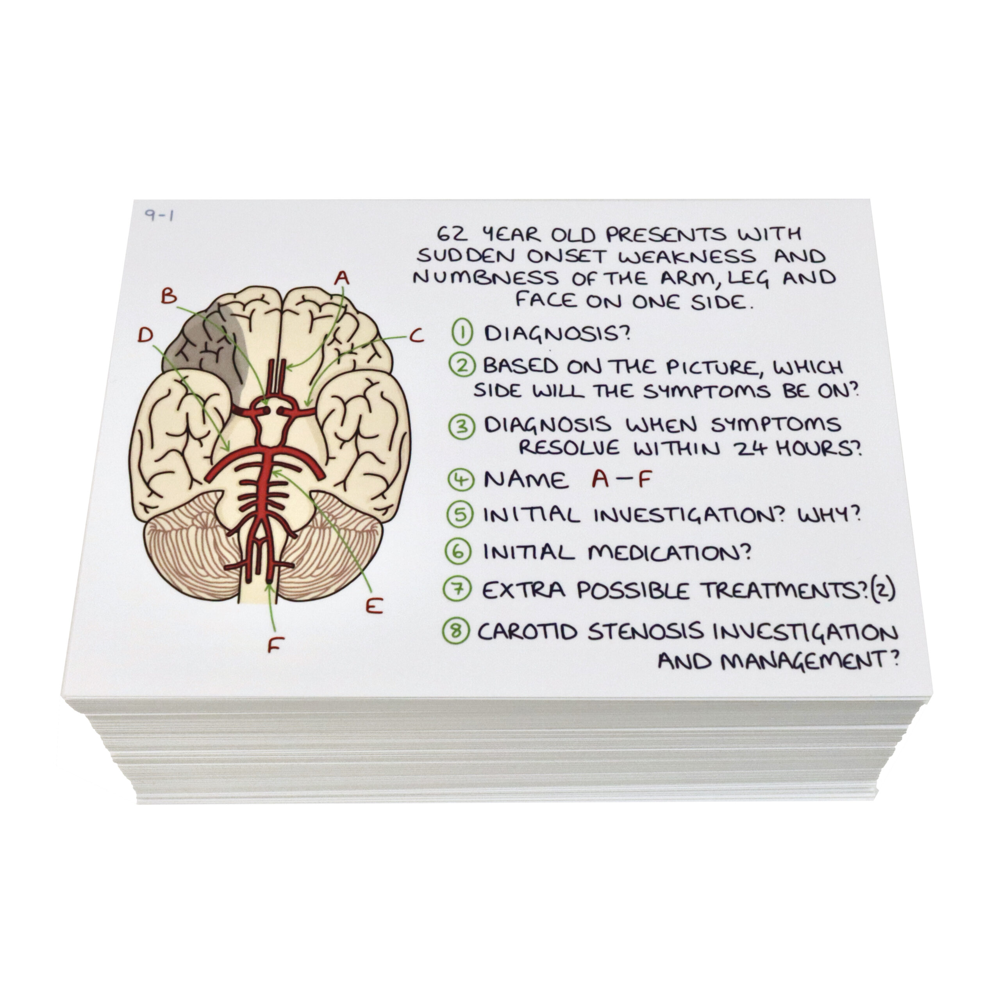 9-1
62 YEAR OLD PRESENTS WITH
SUDDEN ONSET WEAKNESS AND
NUMBNESS OF THE ARM, LEG AND
FACE ON ONE SIDE.
1 DIAGNOSIS?
2 BASED ON THE PICTURE, WHICH
SIDE WILL THE SYMPTOMS BE ON?
3 DIAGNOSIS WHEN SYMPTOMS
RESOLVE WITHIN 24 HOURS?
4 NAME A-F
5 INITIAL INVESTIGATION? WHY?
6 INITIAL MEDICATION?
7 EXTRA POSSIBLE TREATMENTS?(2)
8 CAROTID STENOSIS INVESTIGATION
AND MANAGEMENT?
A
B
D
C
E
F